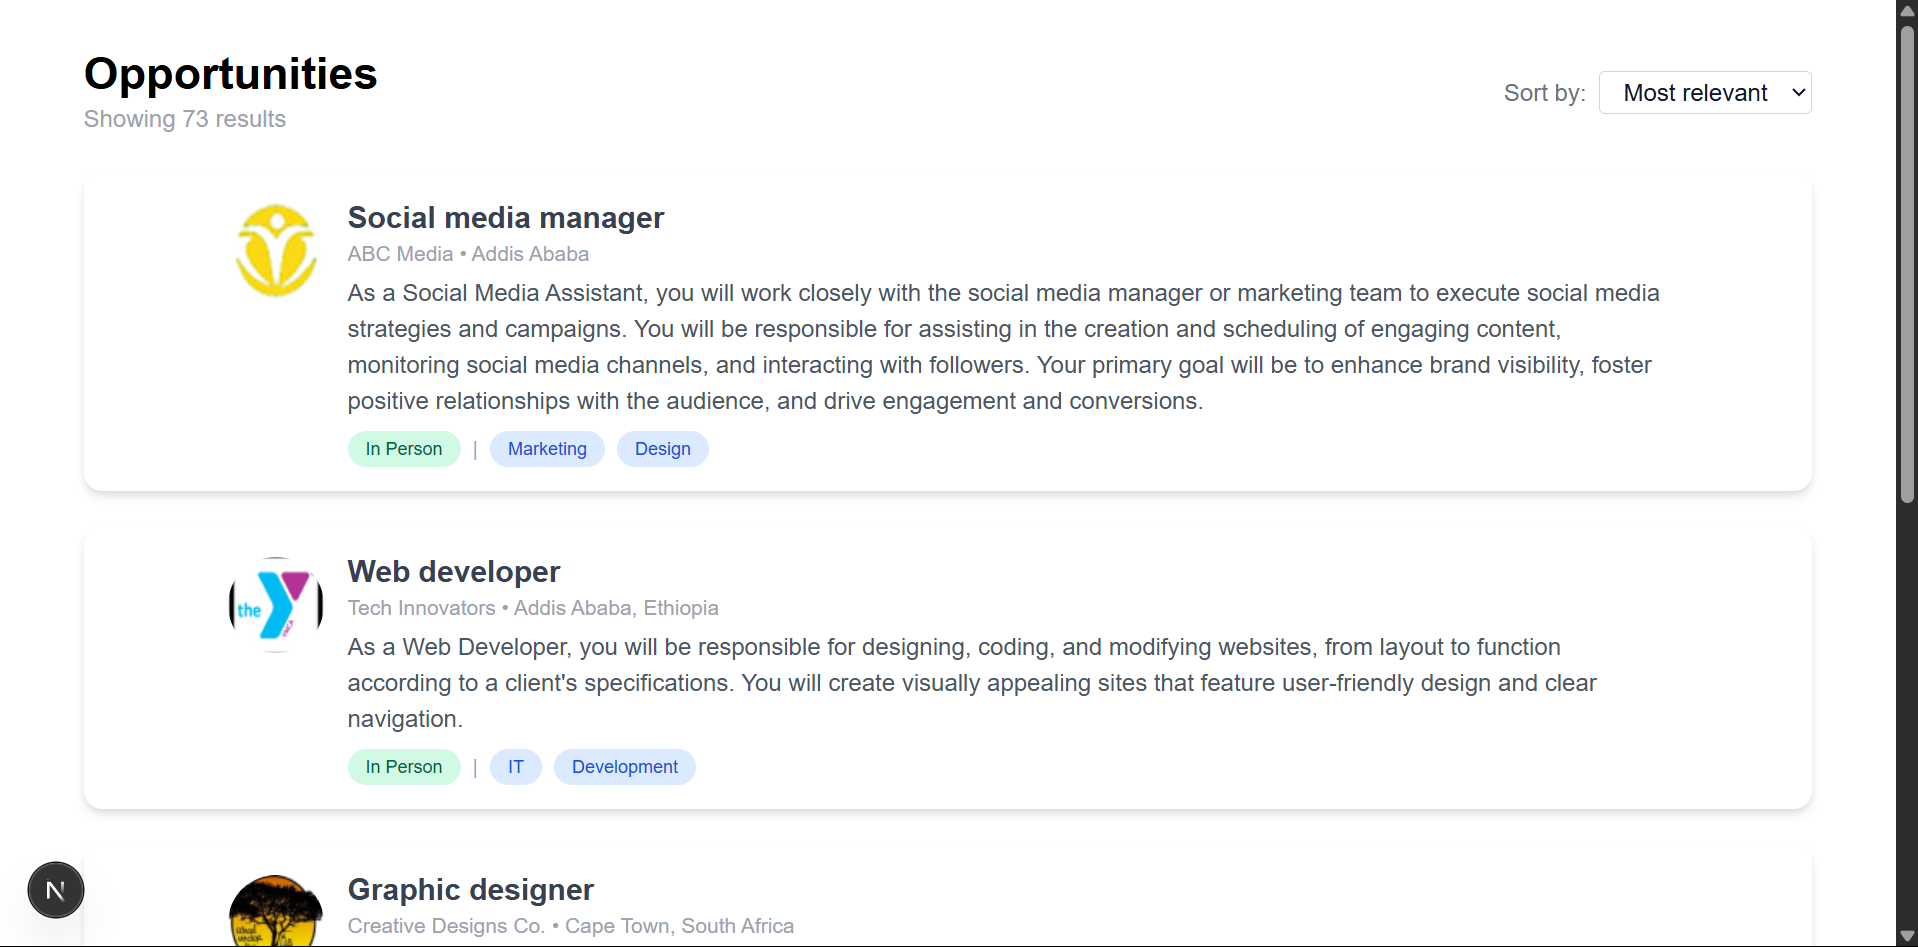 Opportunities
Showing 73 results
Sort by: Most relevant
Social media manager
ABC Media • Addis Ababa
As a Social Media Assistant, you will work closely with the social media manager or marketing team to execute social media
strategies and campaigns. You will be responsible for assisting in the creation and scheduling of engaging content,
monitoring social media channels, and interacting with followers. Your primary goal will be to enhance brand visibility, foster
positive relationships with the audience, and drive engagement and conversions.
In Person | Marketing Design
the
YMCA
Web developer
Tech Innovators • Addis Ababa, Ethiopia
As a Web Developer, you will be responsible for designing, coding, and modifying websites, from layout to function
according to a client's specifications. You will create visually appealing sites that feature user-friendly design and clear
navigation.
In Person | IT Development
N
Graphic designer
Creative Designs Co. • Cape Town, South Africa